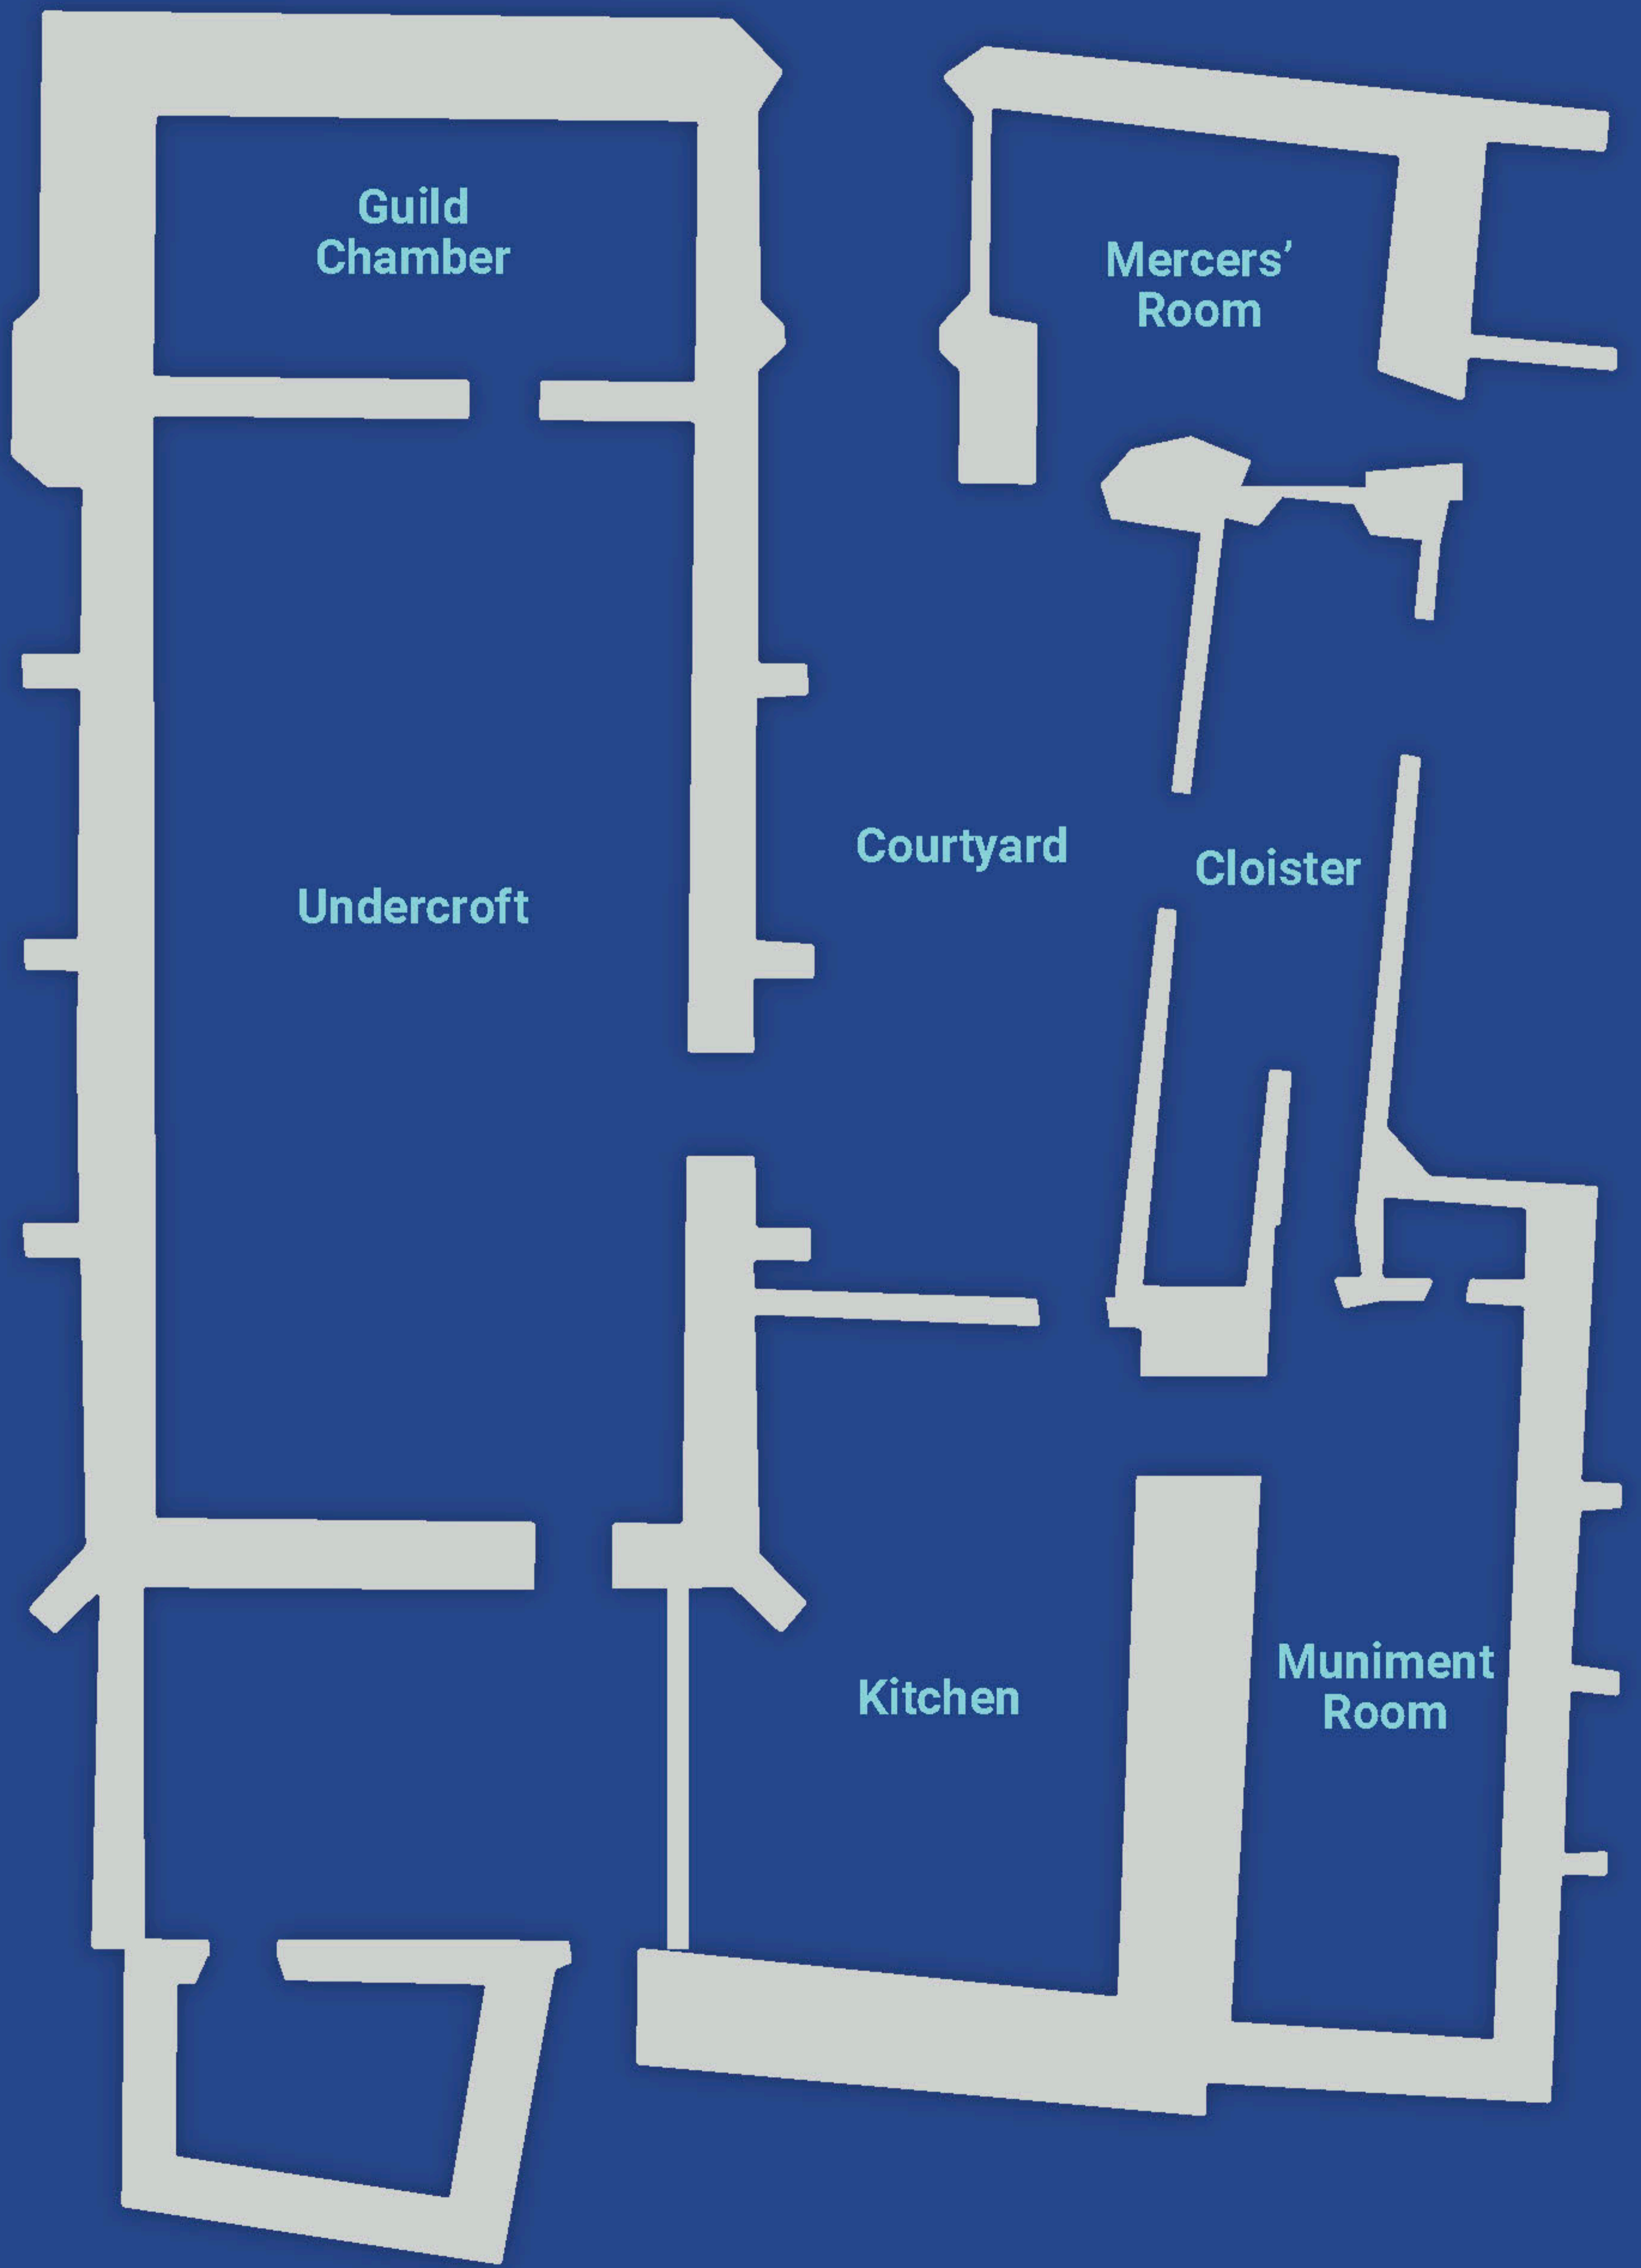 Guild
Chamber
Mercers’
Room
Courtyard
Cloister
Undercroft
Kitchen
Muniment
Room